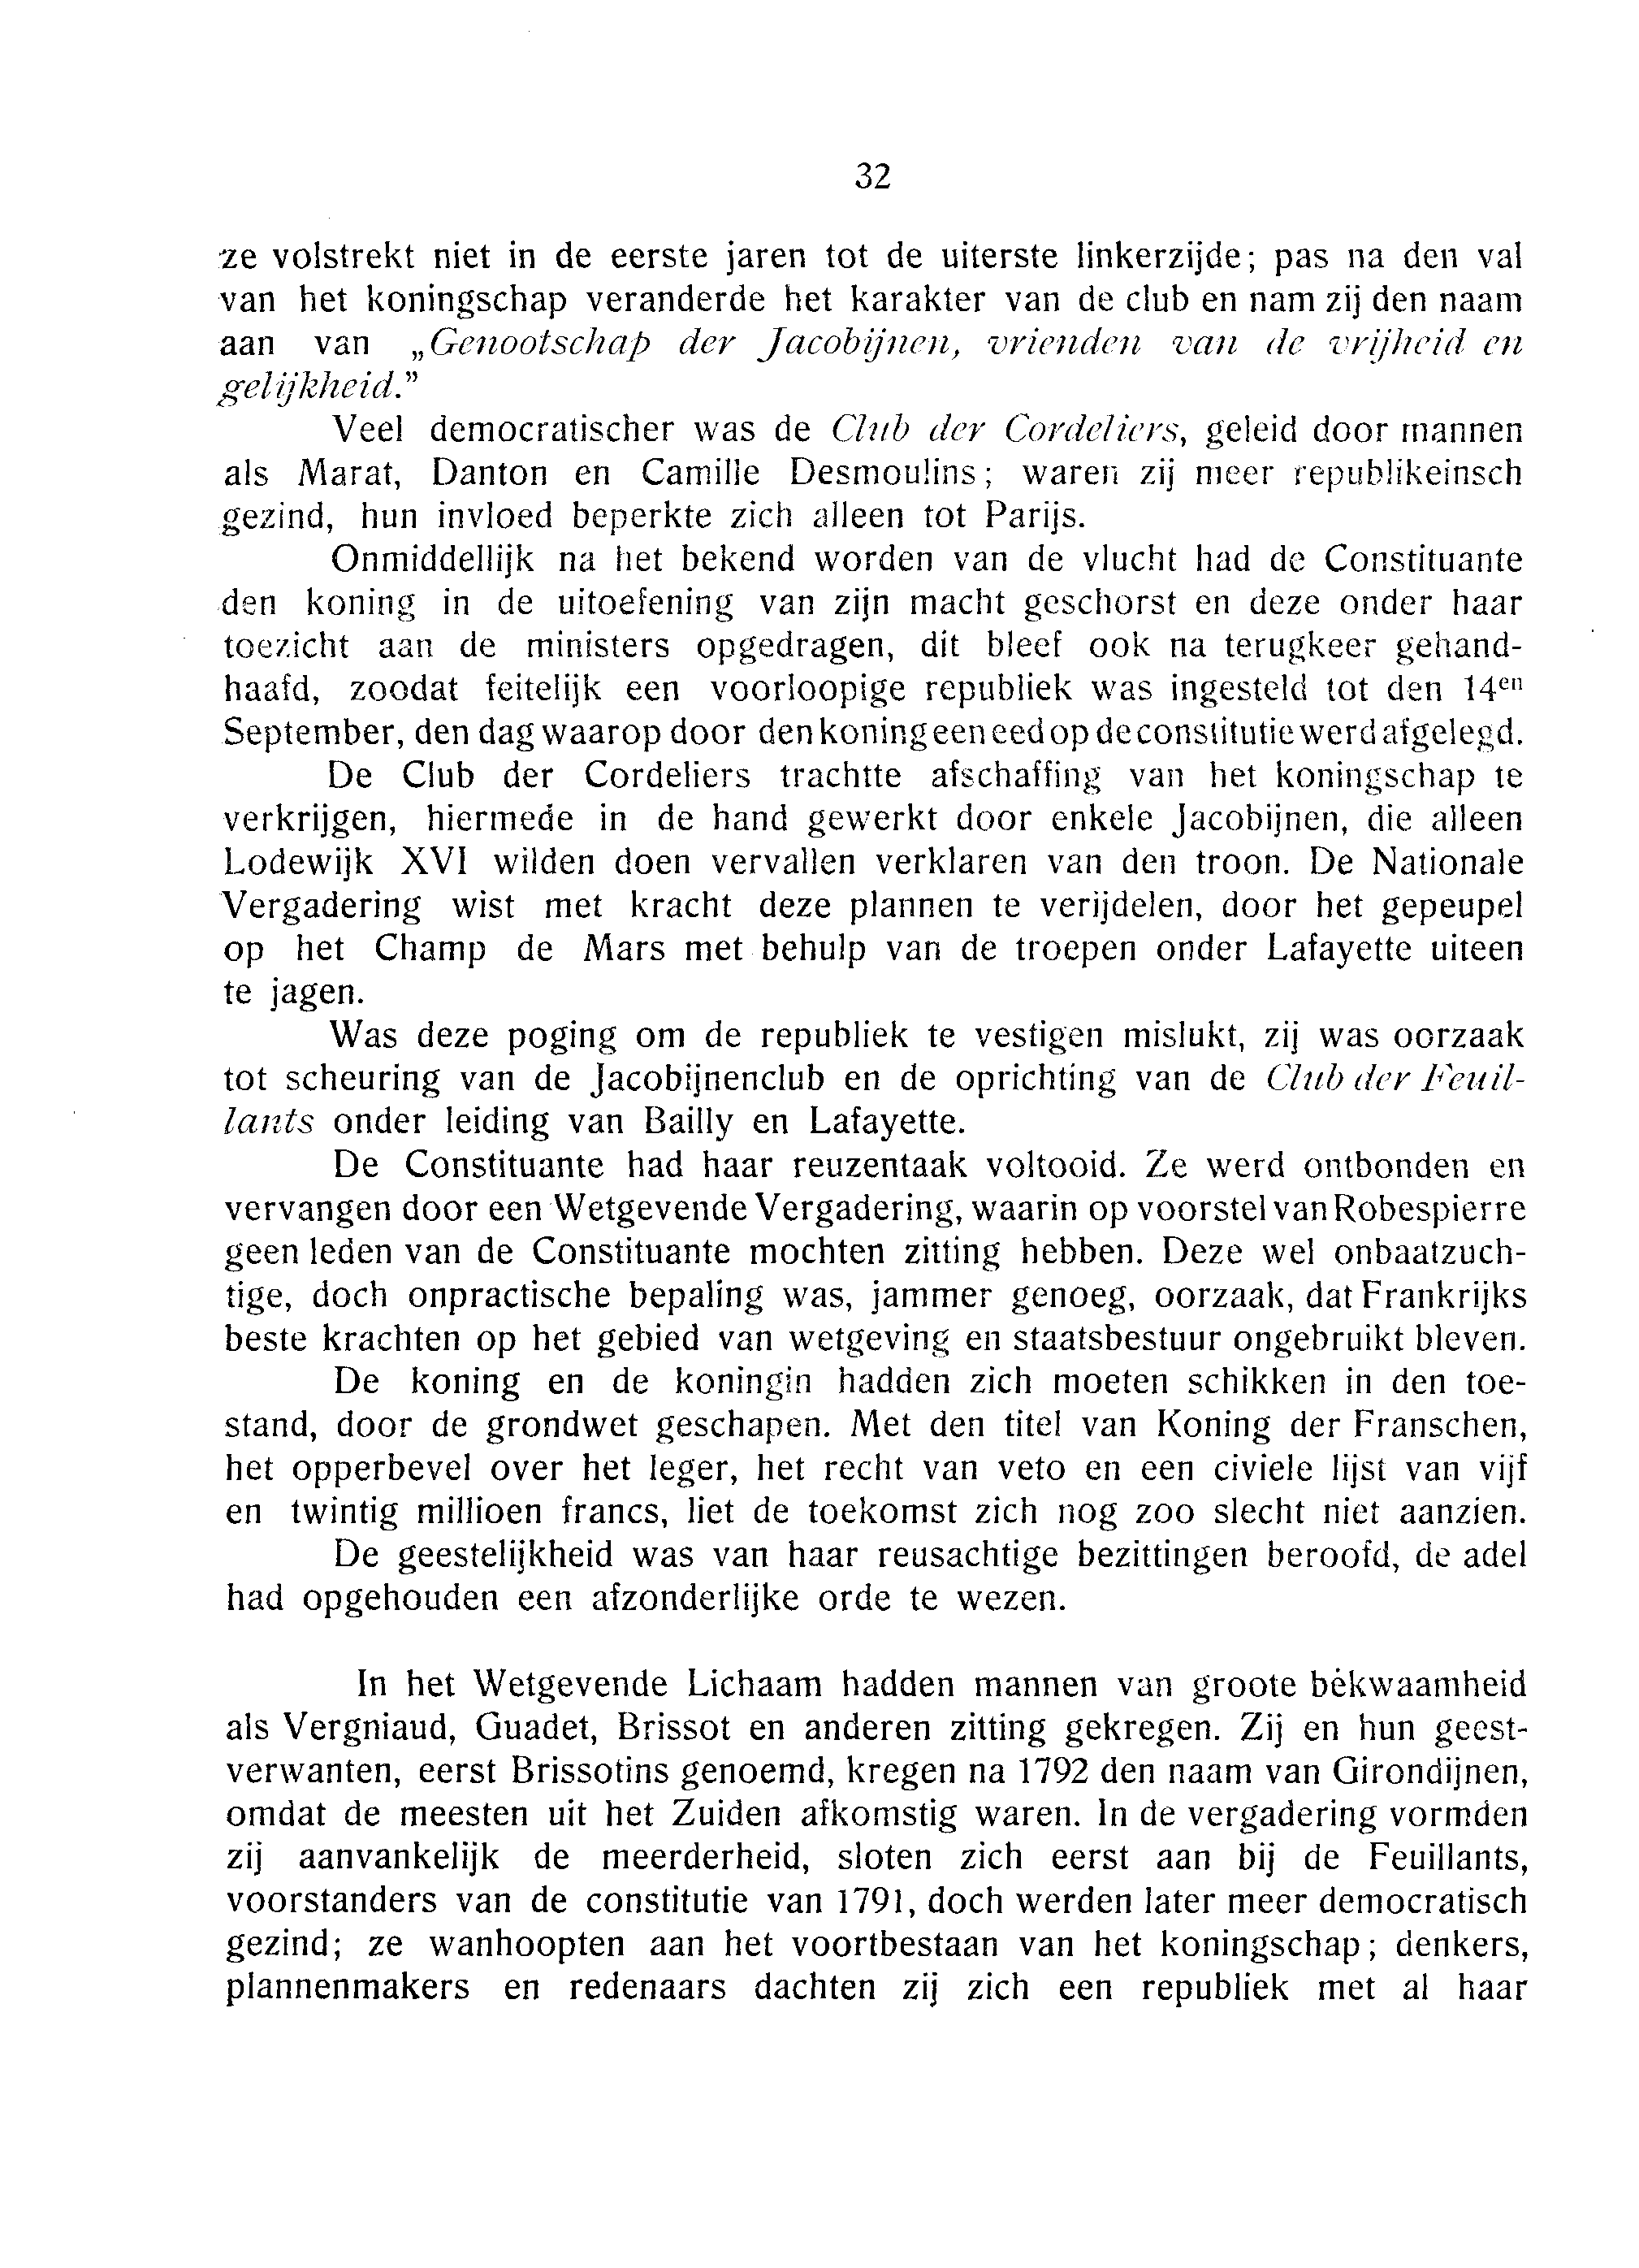 32
ze volstrekt niet in de eerste jaren tot de uiterste linkerzijde; pas na den val
van het koningschap veranderde het karakter van de club en nam zij den naam
aan van „Genootschap der Jacobijnen, vrienden van de vrijheid en
gelijkheid.”
Veel democratischer was de Club der Cordeliers, geleid door mannen
als Marat, Danton en Camille Desmoulins; waren zij meer republikeinsch
gezind, hun invloed beperkte zich alleen tot Parijs.
Onmiddellijk na het bekend worden van de vlucht had de Constituante
den koning in de uitoefening van zijn macht geschorst en deze onder haar
toezicht aan de ministers opgedragen, dit bleef ook na terugkeer gehand-
haafd, zoodat feitelijk een voorloopige republiek was ingesteld tot den 14en
September, den dag waarop door den koning een eed op de constitutie werd afgelegd.
De Club der Cordeliers trachtte afschaffing van het koningschap te
verkrijgen, hiermede in de hand gewerkt door enkele Jacobijnen, die alleen
Lodewijk XVI wilden doen vervallen verklaren van den troon. De Nationale
Vergadering wist met kracht deze plannen te verijdelen, door het gepeupel
op het Champ de Mars met behulp van de troepen onder Lafayette uiteen
te jagen.
Was deze poging om de republiek te vestigen mislukt, zij was oorzaak
tot scheuring van de Jacobijnenclub en de oprichting van de Club der Feuil-
lants onder leiding van Bailly en Lafayette.
De Constituante had haar reuzentaak voltooid. Ze werd ontbonden en
vervangen door een Wetgevende Vergadering, waarin op voorstel van Robespierre
geen leden van de Constituante mochten zitting hebben. Deze wel onbaatzuch-
tige, doch onpractische bepaling was, jammer genoeg, oorzaak, dat Frankrijks
beste krachten op het gebied van wetgeving en staatsbestuur ongebruikt bleven.
De koning en de koningin hadden zich moeten schikken in den toe-
stand, door de grondwet geschapen. Met den titel van Koning der Franschen,
het opperbevel over het leger, het recht van veto en een civiele lijst van vijf
en twintig millioen francs, liet de toekomst zich nog zoo slecht niet aanzien.
De geestelijkheid was van haar reusachtige bezittingen beroofd, de adel
had opgehouden een afzonderlijke orde te wezen.
In het Wetgevende Lichaam hadden mannen van groote bekwaamheid
als Vergniaud, Guadet, Brissot en anderen zitting gekregen. Zij en hun geest-
verwanten, eerst Brissotins genoemd, kregen na 1792 den naam van Girondijnen,
omdat de meesten uit het Zuiden afkomstig waren. In de vergadering vormden
zij aanvankelijk de meerderheid, sloten zich eerst aan bij de Feuillants,
voorstanders van de constitutie van 1791, doch werden later meer democratisch
gezind; ze wanhoopten aan het voortbestaan van het koningschap; denkers,
plannenmakers en redenaars dachten zij zich een republiek met al haar